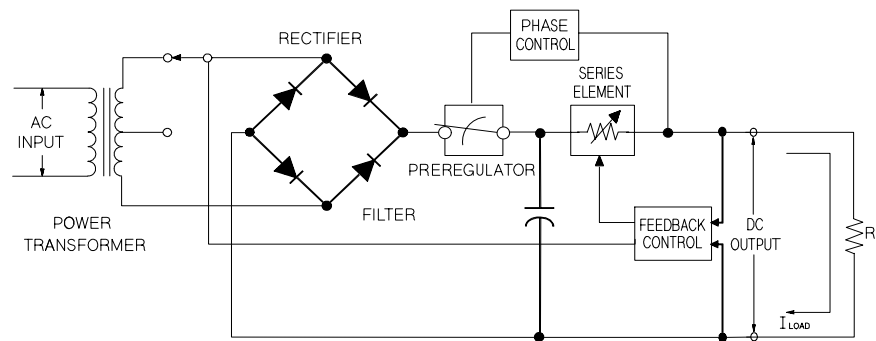 PHASE
CONTROL
RECTIFIER
SERIES
ELEMENT
AC
INPUT
PREREGULATOR
POWER
TRANSFORMER
FILTER
FEEDBACK
CONTROL
DC
OUTPUT
R
I LOAD